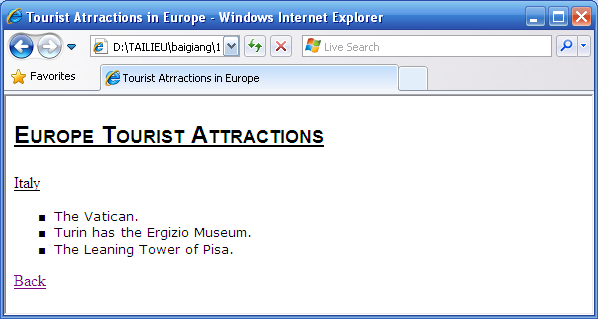 Tourist Atrractions in Europe - Windows Internet Explorer
D:\TAILIEU\baigiang\1
Live Search
Favorites
Tourist Atrractions in Europe
Europe Tourist Attractions
Italy
The Vatican.
Turin has the Ergizio Museum.
The Leaning Tower of Pisa.
Back